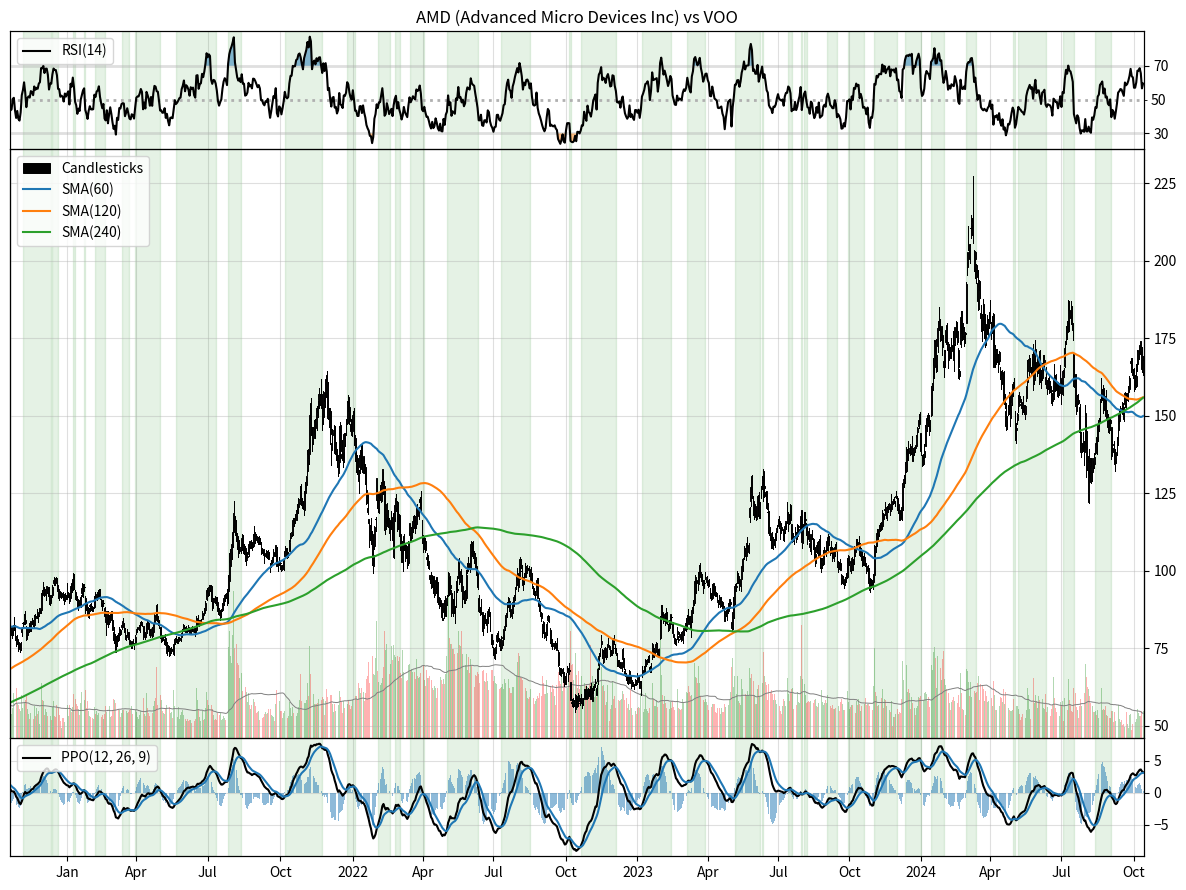 AMD (Advanced Micro Devices Inc) vs VOO
RSI(14)
70
50
30
Candlesticks
SMA(60)
SMA(120)
SMA(240)
225
200
175
150
125
100
75
50
PPO(12, 26, 9)
5
0
−5
Jan Apr Jul Oct 2022 Apr Jul Oct 2023 Apr Jul Oct 2024 Apr Jul Oct